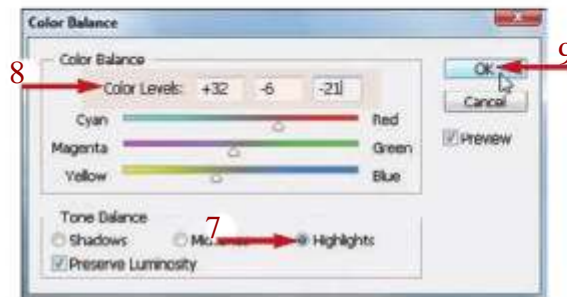 Color Balance
Color Balance
8 Color Levels: +32 -6 -21
OK 9
Cyan Red
Cancel
Magenta Green
Preview
Yellow Blue
Tone Balance
7
Shadows Highlights
Preserve Luminosity